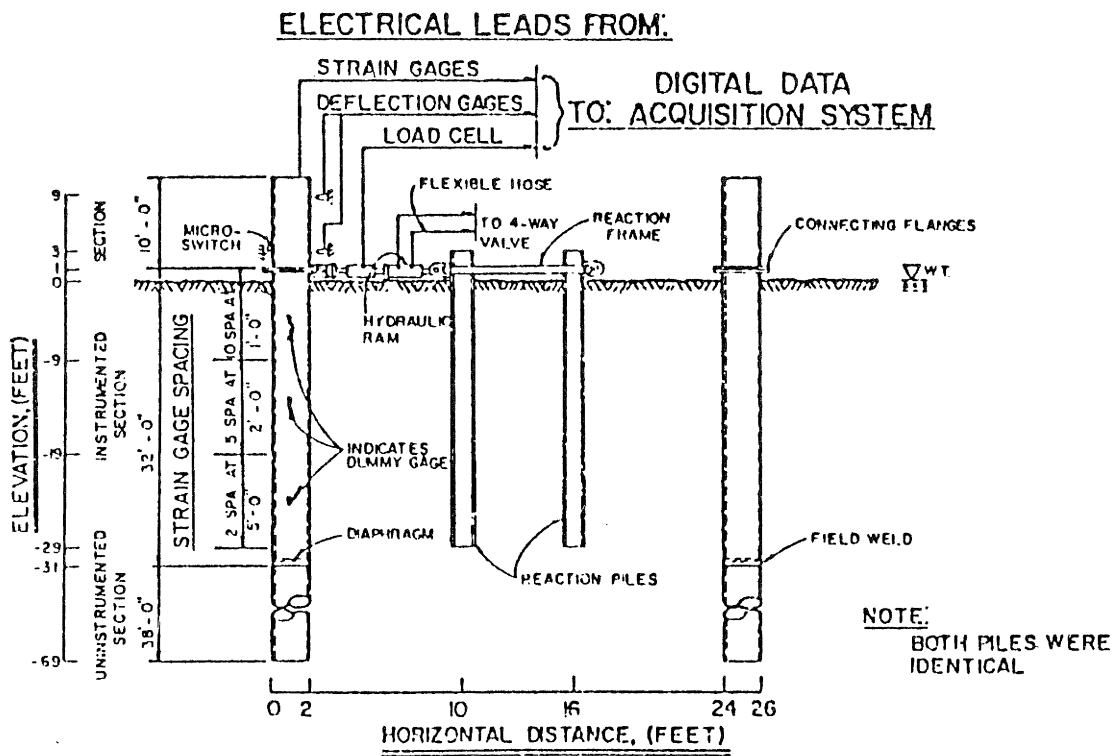 ELECTRICAL LEADS FROM:
STRAIN GAGES
DEFLECTION GAGES
LOAD CELL
DIGITAL DATA
TO: ACQUISITION SYSTEM
FLEXIBLE HOSE
TO 4-WAY
VALVE
REACTION
FRAME
CONNECTING FLANGES
MICRO-
SWITCH
W.T.
HYDRAULIC
RAM
9
3
1
0
-9
-19
-29
-31
-69
ELEVATION, (FEET)
SECTION
10'-0"
INSTRUMENTED
SECTION
32'-0"
UNINSTRUMENTED
SECTION
38'-0"
STRAIN GAGE SPACING
10 SPA AT
1'-0"
5 SPA AT
2'-0"
2 SPA AT
5'-0"
INDICATES
DUMMY GAGE
DIAPHRAGM
REACTION PILES
FIELD WELD
NOTE:
BOTH PILES WERE
IDENTICAL
0 2 10 16 24 26
HORIZONTAL DISTANCE, (FEET)